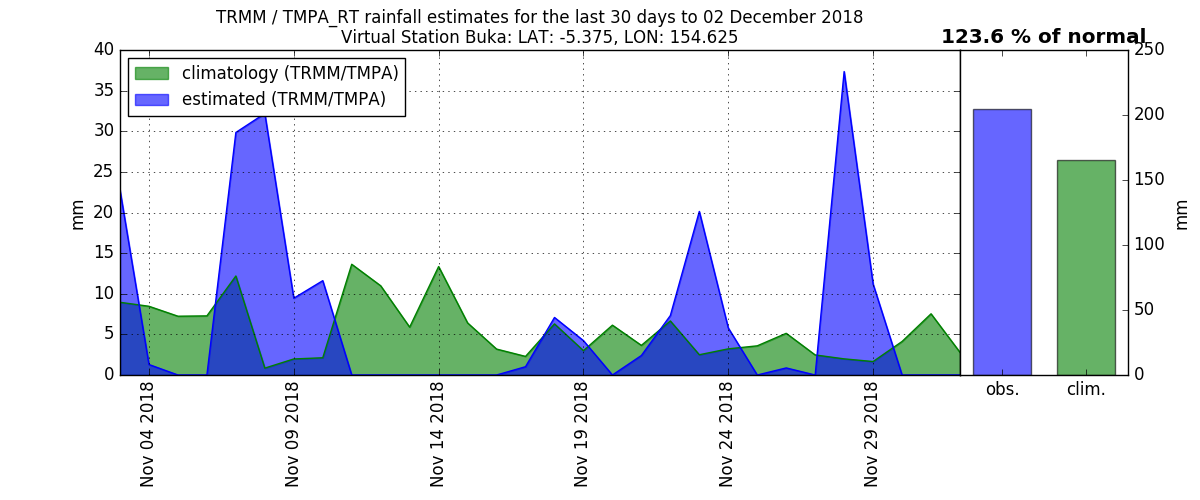 TRMM / TMPA_RT rainfall estimates for the last 30 days to 02 December 2018
Virtual Station Buka: LAT: -5.375, LON: 154.625
123.6 % of normal
climatology (TRMM/TMPA)
estimated (TRMM/TMPA)
mm
40
35
30
25
20
15
10
5
0
Nov 04 2018
Nov 09 2018
Nov 14 2018
Nov 19 2018
Nov 24 2018
Nov 29 2018
250
200
150
100
50
0
mm
obs.
clim.